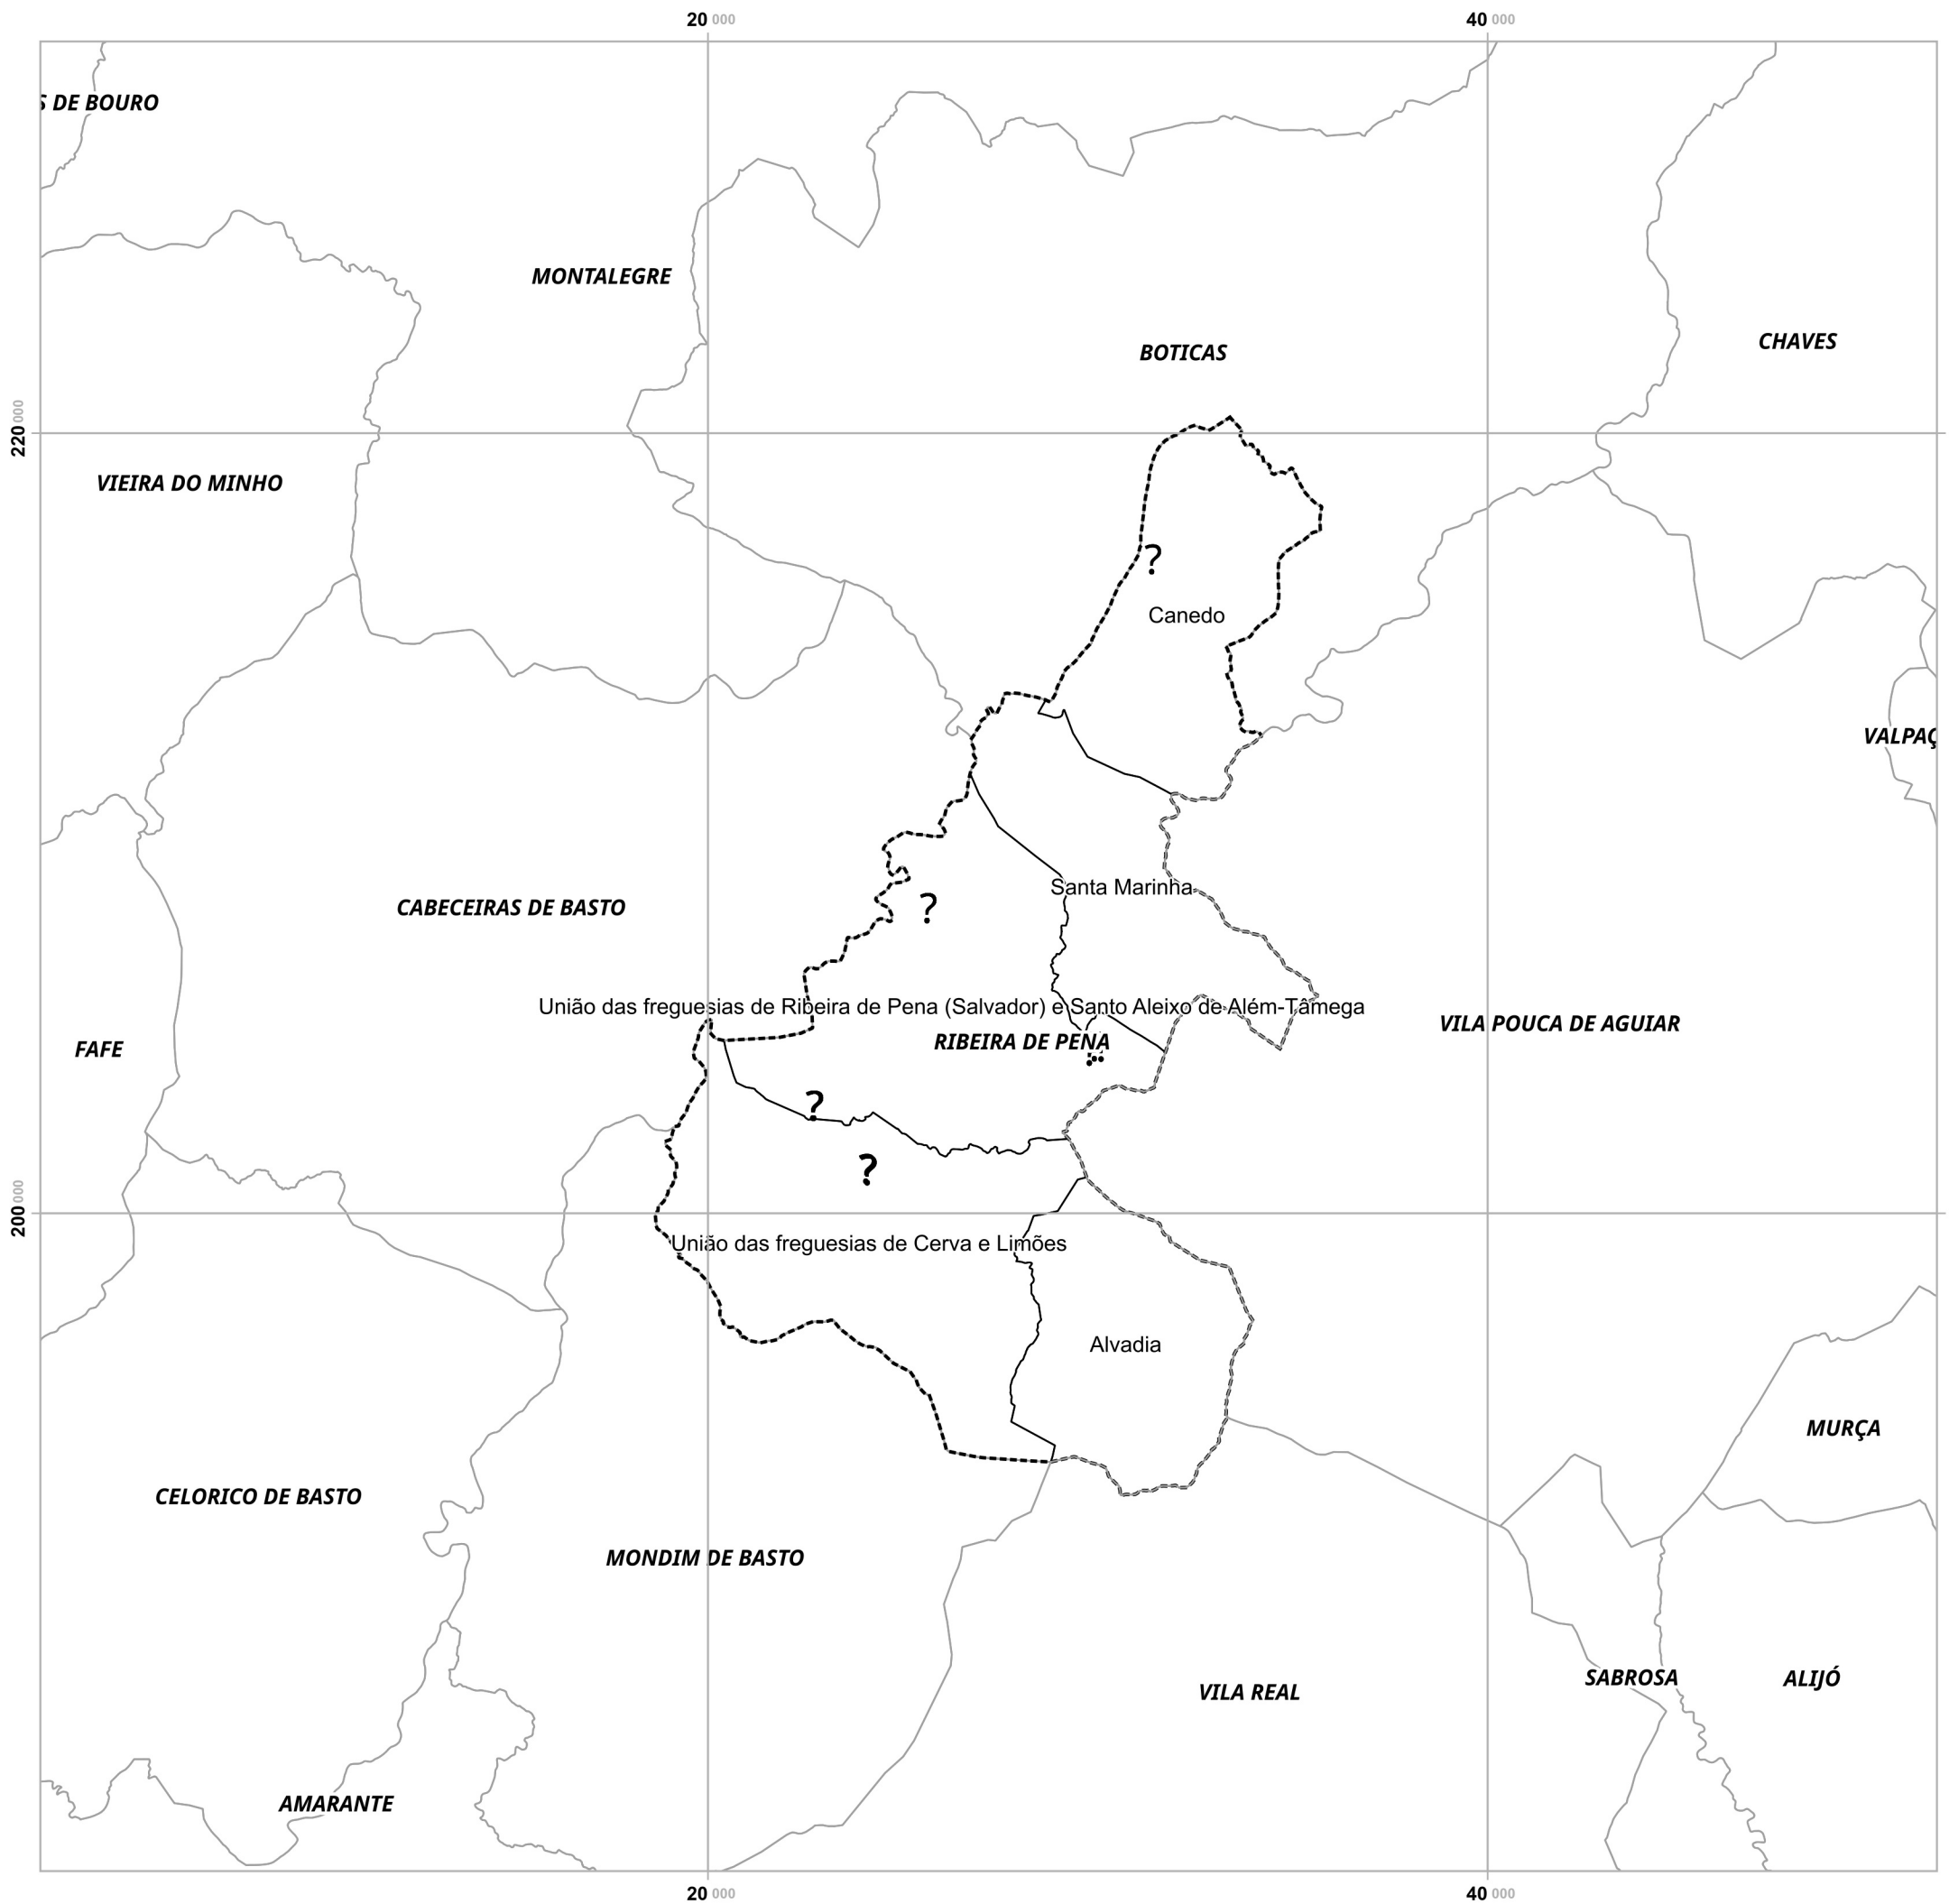 20 000 40 000
S DE BOURO
MONTALEGRE
CHAVES
BOTICAS
220 000
VIEIRA DO MINHO
?
Canedo
VALPAÇ
Santa Marinha
CABECEIRAS DE BASTO
?
União das freguesias de Ribeira de Pena (Salvador) e Santo Aleixo de Além-Tâmega
VILA POUCA DE AGUIAR
RIBEIRA DE PENA
FAFE
?
?
200 000
União das freguesias de Cerva e Limões
Alvadia
MURÇA
CELORICO DE BASTO
MONDIM DE BASTO
SABROSA
ALIJÓ
VILA REAL
AMARANTE
20 000 40 000